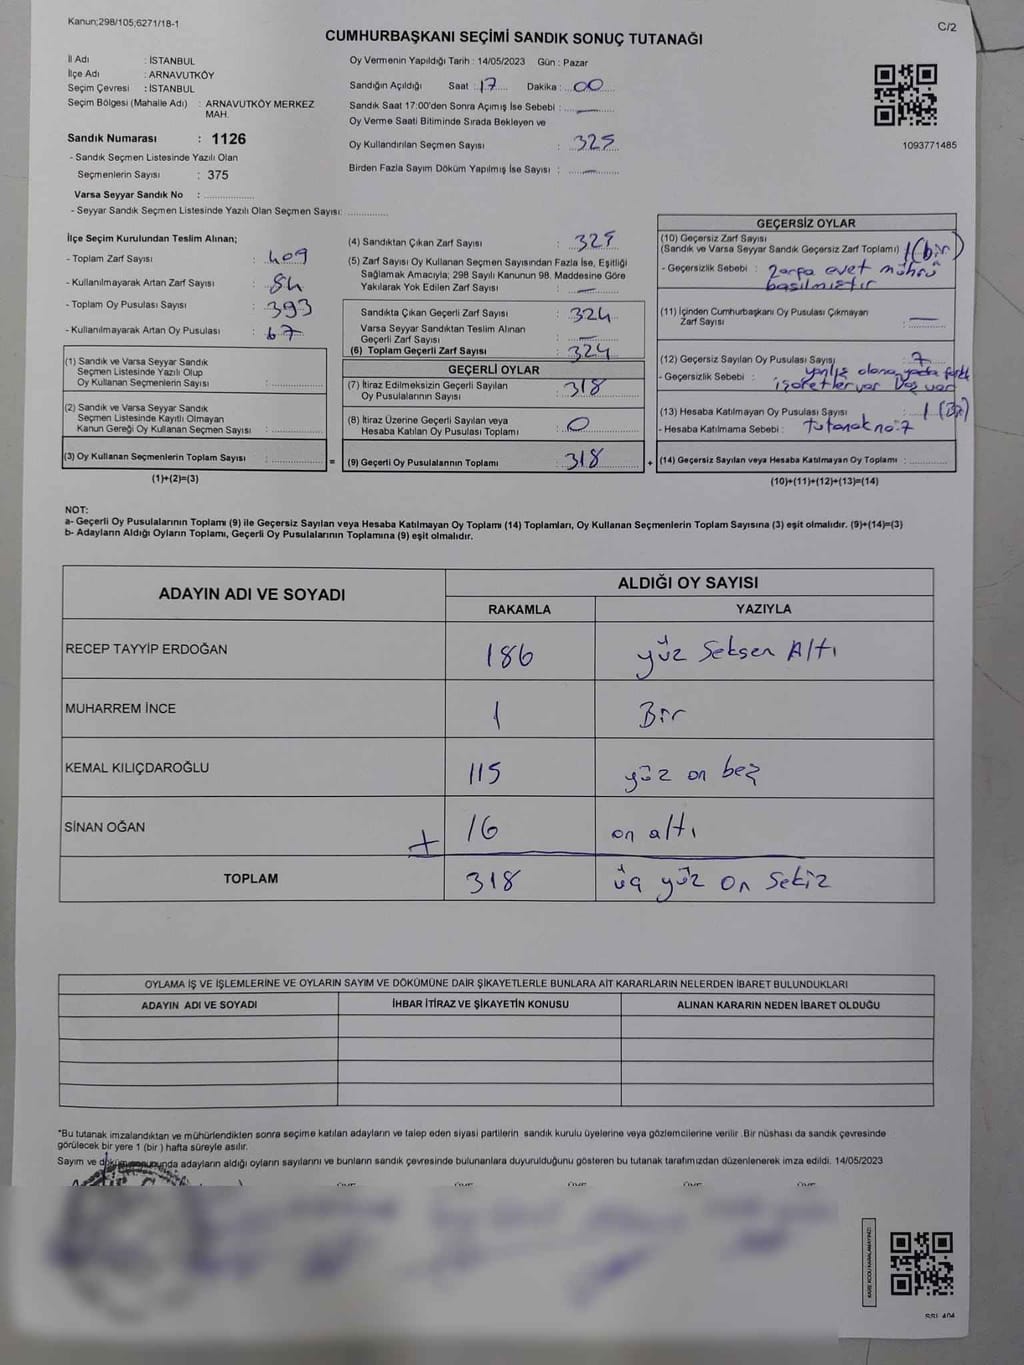 Kanun;298/105,6271/18-1
C/2
CUMHURBAŞKANI SEÇİMİ SANDIK SONUÇ TUTANAĞI
İl Adı : İSTANBUL
İlçe Adı : ARNAVUTKÖY
Seçim Çevresi : İSTANBUL
Seçim Bölgesi (Mahalle Adı) : ARNAVUTKÖY MERKEZ
MAH.
Sandık Numarası : 1126
- Sandık Seçmen Listesinde Yazılı Olan
Seçmenlerin Sayısı : 375
Varsa Seyyar Sandık No :
- Seyyar Sandık Seçmen Listesinde Yazılı Olan Seçmen Sayısı:
Oy Vermenin Yapıldığı Tarih : 14/05/2023 Gün : Pazar
Sandığın Açıldığı Saat : 17 Dakika : 00
Sandık Saat 17:00'den Sonra Açımış İse Sebebi : —
Oy Verme Saati Bitiminde Sırada Bekleyen ve
Oy Kullandırılan Seçmen Sayısı : 325
Birden Fazla Sayım Döküm Yapılmış İse Sayısı : —
1093771485
İlçe Seçim Kurulundan Teslim Alınan;
- Toplam Zarf Sayısı : 409
- Kullanılmayarak Artan Zarf Sayısı : 84
- Toplam Oy Pusulası Sayısı : 393
- Kullanılmayarak Artan Oy Pusulası : 67
(1) Sandık ve Varsa Seyyar Sandık
Seçmen Listesinde Yazılı Olup
Oy Kullanan Seçmenlerin Sayısı :
(2) Sandık ve Varsa Seyyar Sandık
Seçmen Listesinde Kayıtlı Olmayan
Kanun Gereği Oy Kullanan Seçmen Sayısı :
(3) Oy Kullanan Seçmenlerin Toplam Sayısı :
(1)+(2)=(3)
(4) Sandıktan Çıkan Zarf Sayısı : 325
(5) Zarf Sayısı Oy Kullanan Seçmen Sayısından Fazla İse, Eşitliği
Sağlamak Amacıyla; 298 Sayılı Kanunun 98. Maddesine Göre
Yakılarak Yok Edilen Zarf Sayısı : —
Sandıkta Çıkan Geçerli Zarf Sayısı : 324
Varsa Seyyar Sandıktan Teslim Alınan
Geçerli Zarf Sayısı : —
(6) Toplam Geçerli Zarf Sayısı : 324
GEÇERLİ OYLAR
(7) İtiraz Edilmeksizin Geçerli Sayılan
Oy Pusulalarının Sayısı : 318
(8) İtiraz Üzerine Geçerli Sayılan veya
Hesaba Katılan Oy Pusulası Toplamı : 0
= (9) Geçerli Oy Pusulalarının Toplamı : 318 +
GEÇERSİZ OYLAR
(10) Geçersiz Zarf Sayısı
(Sandık ve Varsa Seyyar Sandık Geçersiz Zarf Toplamı) 1 (bir)
- Geçersizlik Sebebi : Zarfa evet mührü
basılmıştır
(11) İçinden Cumhurbaşkanı Oy Pusulası Çıkmayan
Zarf Sayısı : —
(12) Geçersiz Sayılan Oy Pusulası Sayısı : 7
- Geçersizlik Sebebi :
(13) Hesaba Katılmayan Oy Pusulası Sayısı : 1 (Bir)
- Hesaba Katılmama Sebebi : tutanak no:7
(14) Geçersiz Sayılan veya Hesaba Katılmayan Oy Toplamı :
(10)+(11)+(12)+(13)=(14)
NOT:
a- Geçerli Oy Pusulalarının Toplamı (9) ile Geçersiz Sayılan veya Hesaba Katılmayan Oy Toplamı (14) Toplamları, Oy Kullanan Seçmenlerin Toplam Sayısına (3) eşit olmalıdır. (9)+(14)=(3)
b- Adayların Aldığı Oyların Toplamı, Geçerli Oy Pusulalarının Toplamına (9) eşit olmalıdır.
ADAYIN ADI VE SOYADI ALDIĞI OY SAYISI
RAKAMLA YAZIYLA
RECEP TAYYİP ERDOĞAN 186 yüz Seksen Altı
MUHARREM İNCE 1 Bir
KEMAL KILIÇDAROĞLU 115 yüz on beş
SİNAN OĞAN + 16 on altı
TOPLAM 318 üç yüz on sekiz
OYLAMA İŞ VE İŞLEMLERİNE VE OYLARIN SAYIM VE DÖKÜMÜNE DAİR ŞİKAYETLERLE BUNLARA AİT KARARLARIN NELERDEN İBARET BULUNDUKLARI
ADAYIN ADI VE SOYADI İHBAR İTİRAZ VE ŞİKAYETİN KONUSU ALINAN KARARIN NEDEN İBARET OLDUĞU
*Bu tutanak imzalandıktan ve mühürlendikten sonra seçime katılan adayların ve talep eden siyasi partilerin sandık kurulu üyelerine veya gözlemcilerine verilir .Bir nüshası da sandık çevresinde
görülecek bir yere 1 (bir ) hafta süreyle asılır.
Sayım ve dökümü sonunda adayların aldığı oyların sayılarını ve bunların sandık çevresinde bulunanlara duyurulduğunu gösteren bu tutanak tarafımızdan düzenlenerek imza edildi. 14/05/2023
KARE KODU KARALAMAYINIZ!